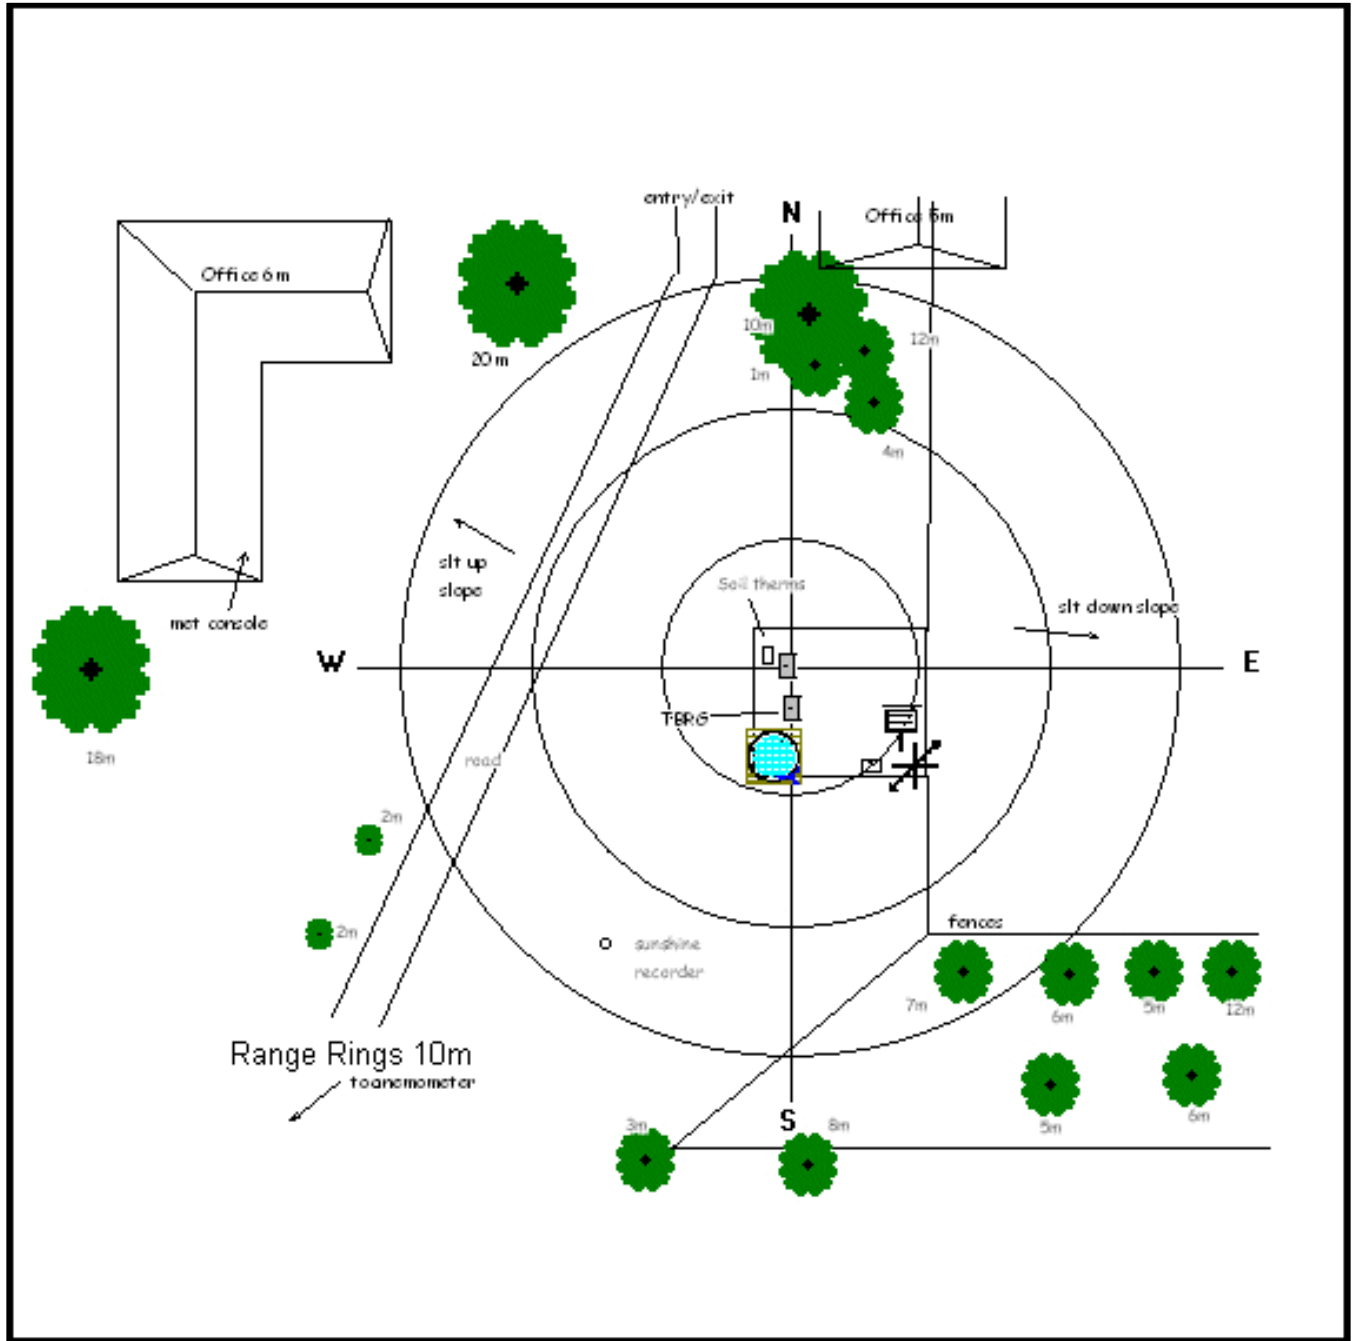 entry/exit
N
Office 5m
Office 6m
10m
12m
20m
1m
4m
slt up
slope
Soil therms
met console
slt down slope
W
E
TBRG
18m
road
2m
2m
fences
sunshine
recorder
7m
6m
5m
12m
Range Rings 10m
to anemometer
S
3m
8m
5m
6m